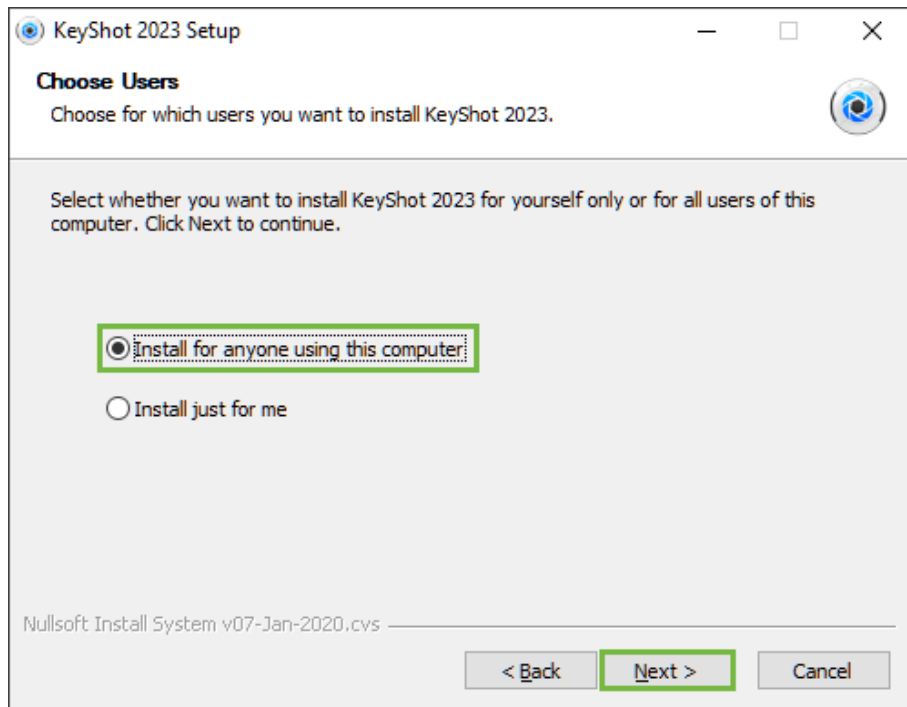 KeyShot 2023 Setup
Choose Users
Choose for which users you want to install KeyShot 2023.
Select whether you want to install KeyShot 2023 for yourself only or for all users of this
computer. Click Next to continue.
Install for anyone using this computer
Install just for me
Nullsoft Install System v07-Jan-2020.cvs
< Back Next > Cancel